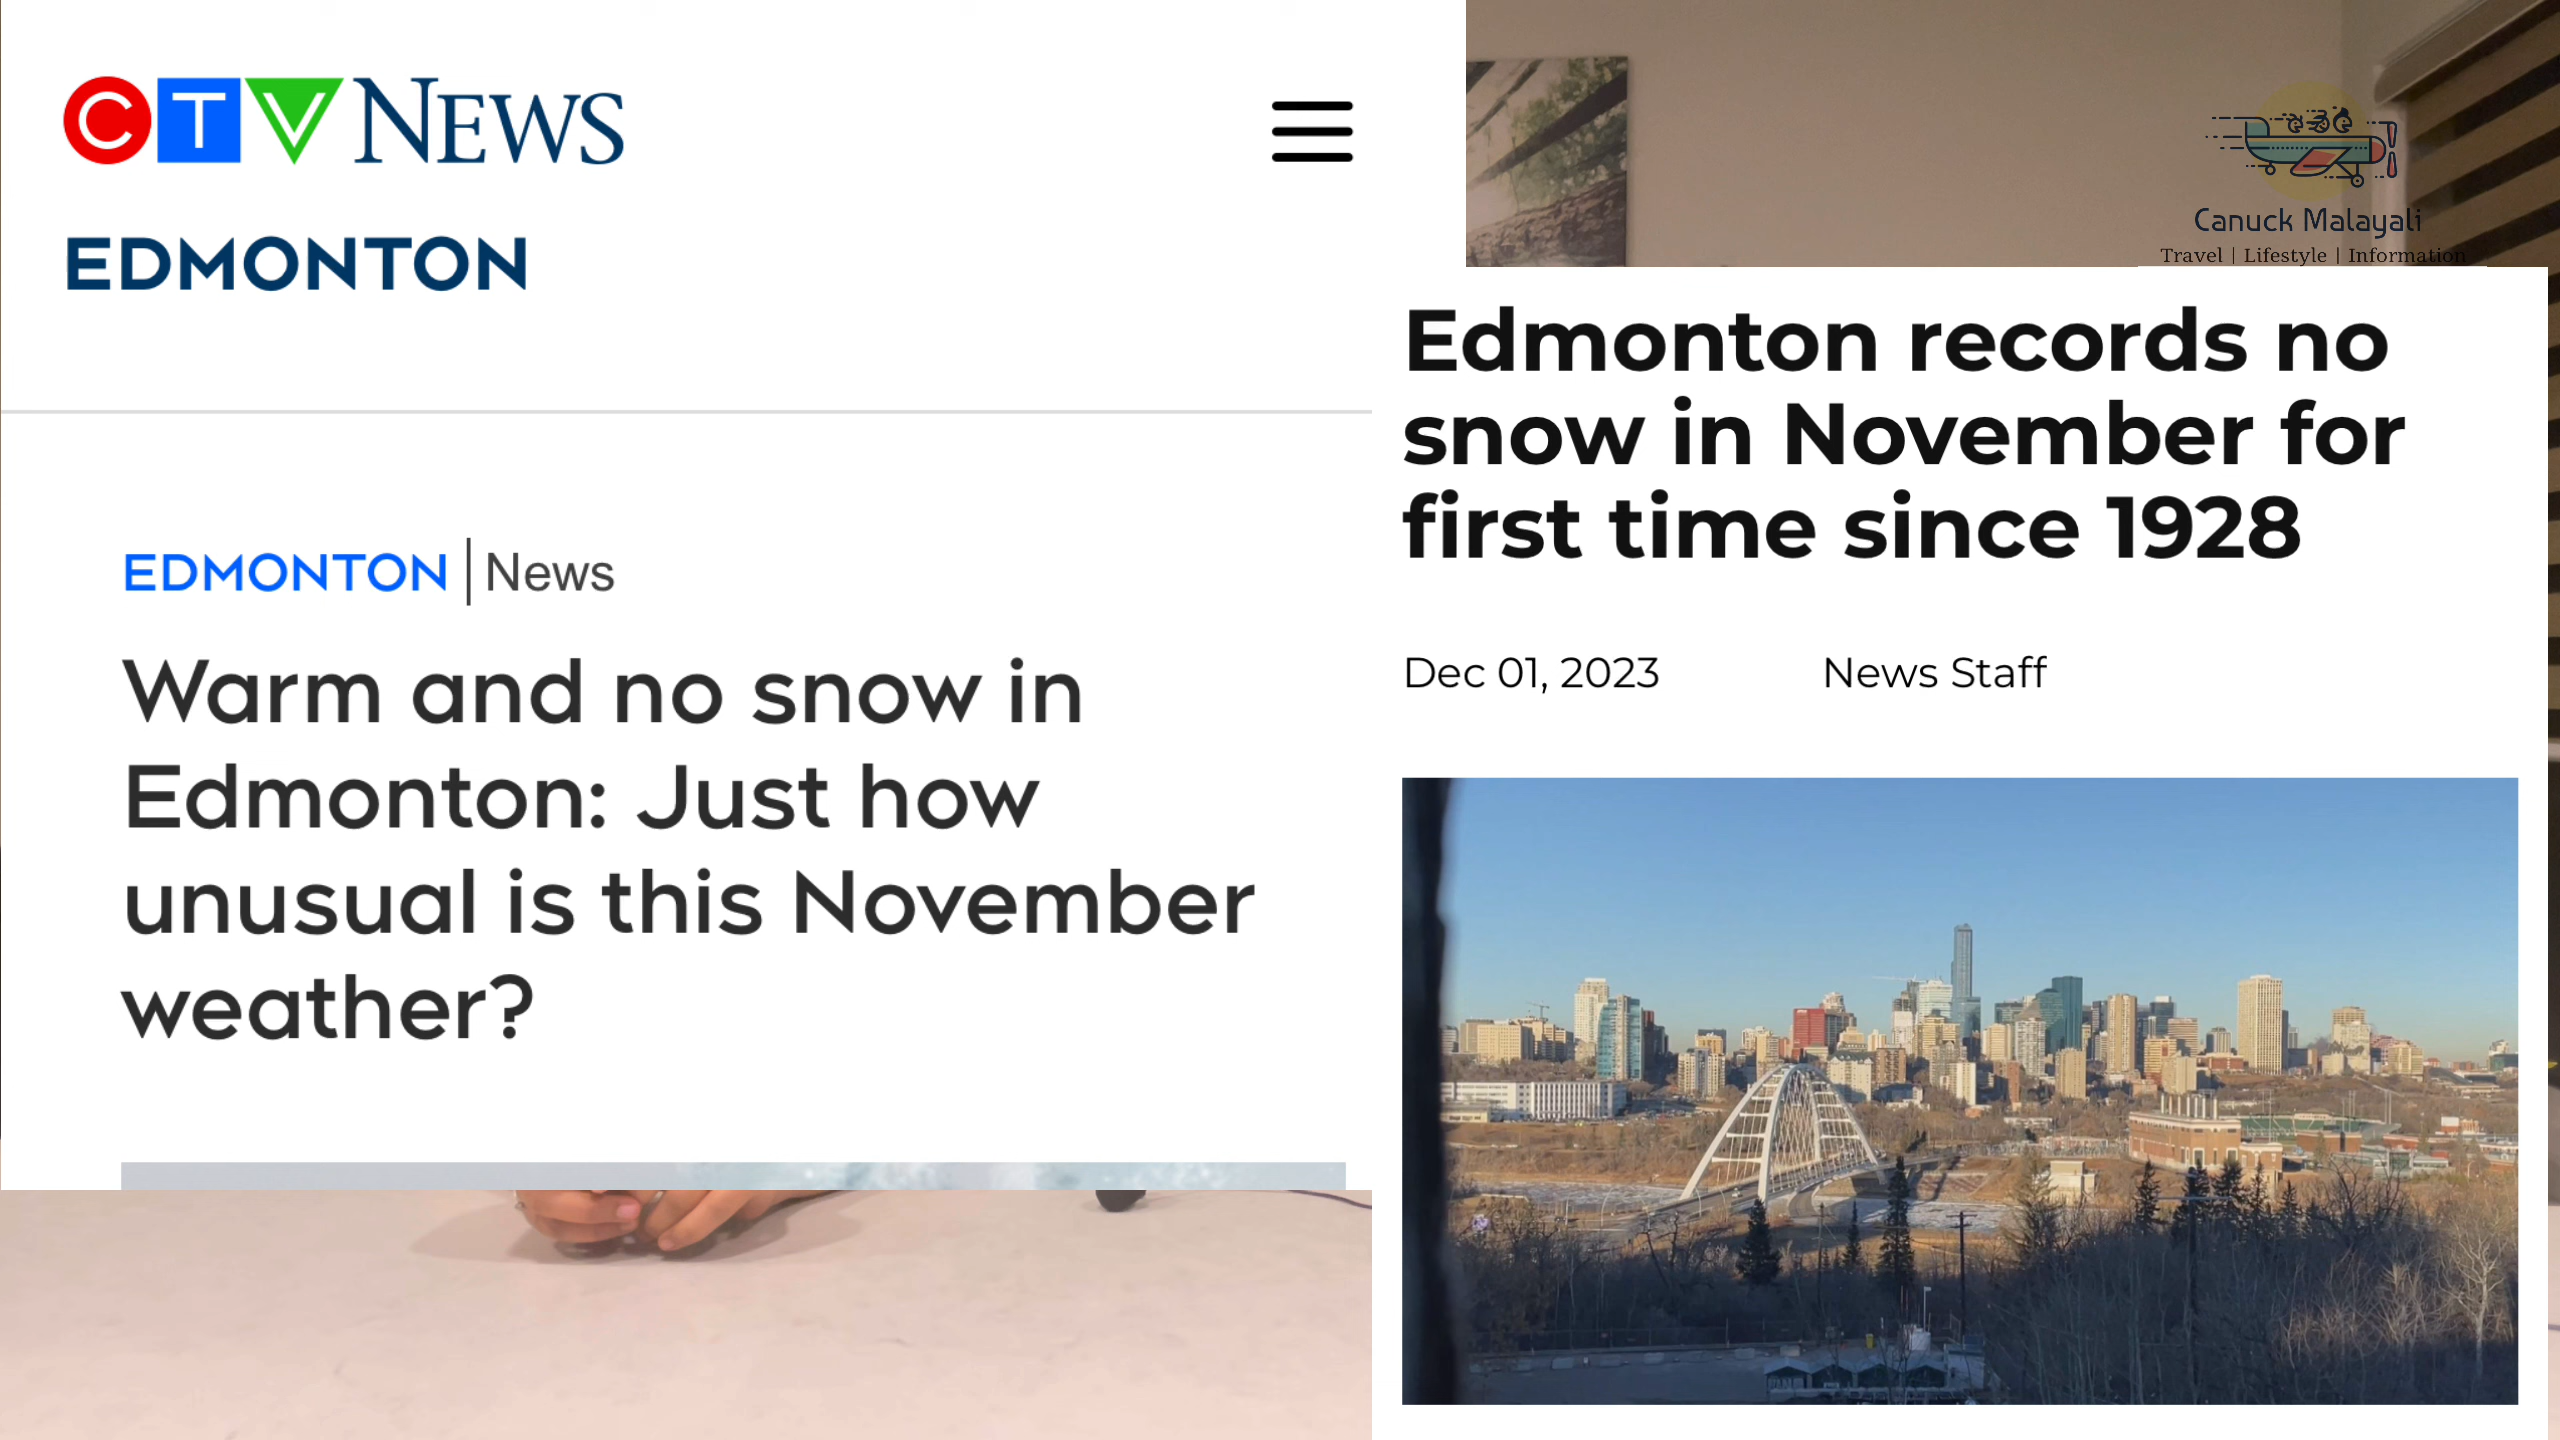 CTV NEWS
EDMONTON
EDMONTON | News
Warm and no snow in
Edmonton: Just how
unusual is this November
weather?
Canuck Malayali
Travel | Lifestyle | Information
Edmonton records no
snow in November for
first time since 1928
Dec 01, 2023 News Staff